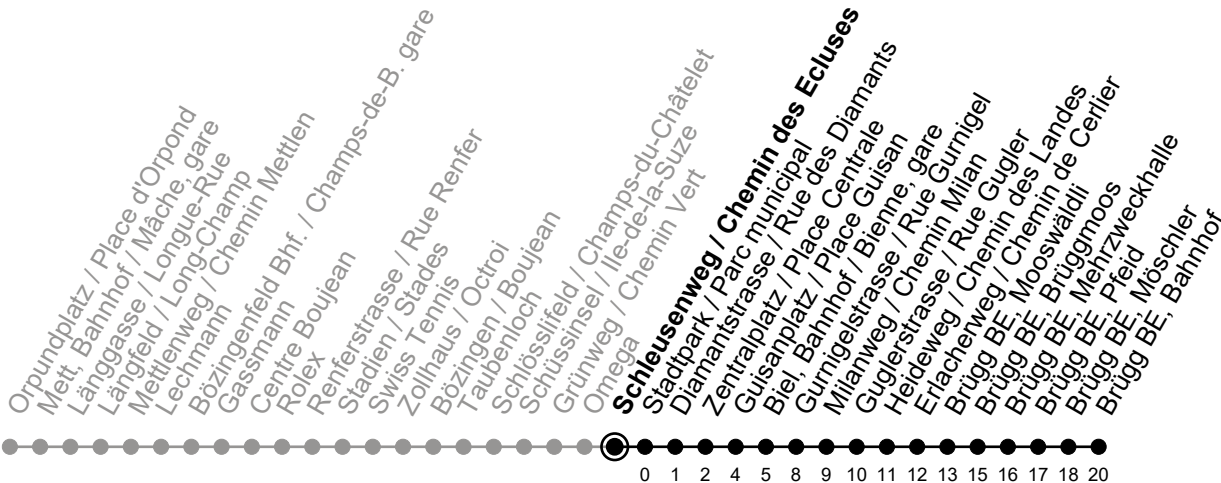 Orpundplatz / Place d'Orpond
Mett, Bahnhof / Mâche, gare
Länggasse / Longue-Rue
Längfeld / Long-Champ
Mettlenweg / Chemin Mettlen
Lechmann
Bözingenfeld Bhf. / Champs-de-B. gare
Gassmann
Centre Boujean
Rolex
Renferstrasse / Rue Renfer
Stadien / Stades
Swiss Tennis
Zollhaus / Octroi
Bözingen / Boujean
Taubenloch
Schlösslifeld / Champs-du-Châtelet
Schüssinsel / Ile-de-la-Suze
Grünweg / Chemin Vert
Omega
Schleusenweg / Chemin des Ecluses
Stadtpark / Parc municipal
Diamantstrasse / Rue des Diamants
Zentralplatz / Place Centrale
Guisanplatz / Place Guisan
Biel, Bahnhof / Bienne, gare
Gurnigelstrasse / Rue Gurnigel
Milanweg / Chemin Milan
Guglerstrasse / Rue Gugler
Heideweg / Chemin des Landes
Erlacherweg / Chemin de Cerlier
Brügg BE, Mooswäldli
Brügg BE, Brüggmoos
Brügg BE, Mehrzweckhalle
Brügg BE, Pfeid
Brügg BE, Möschler
Brügg BE, Bahnhof
0 1 2 4 5 8 9 10 11 12 13 15 16 17 18 20